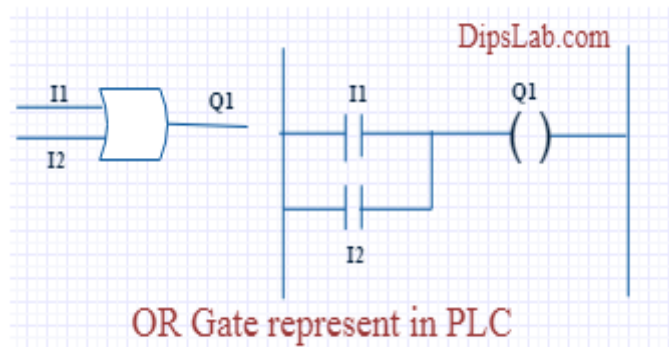 DipsLab.com
I1
Q1
I2
I1
Q1
I2
OR Gate represent in PLC